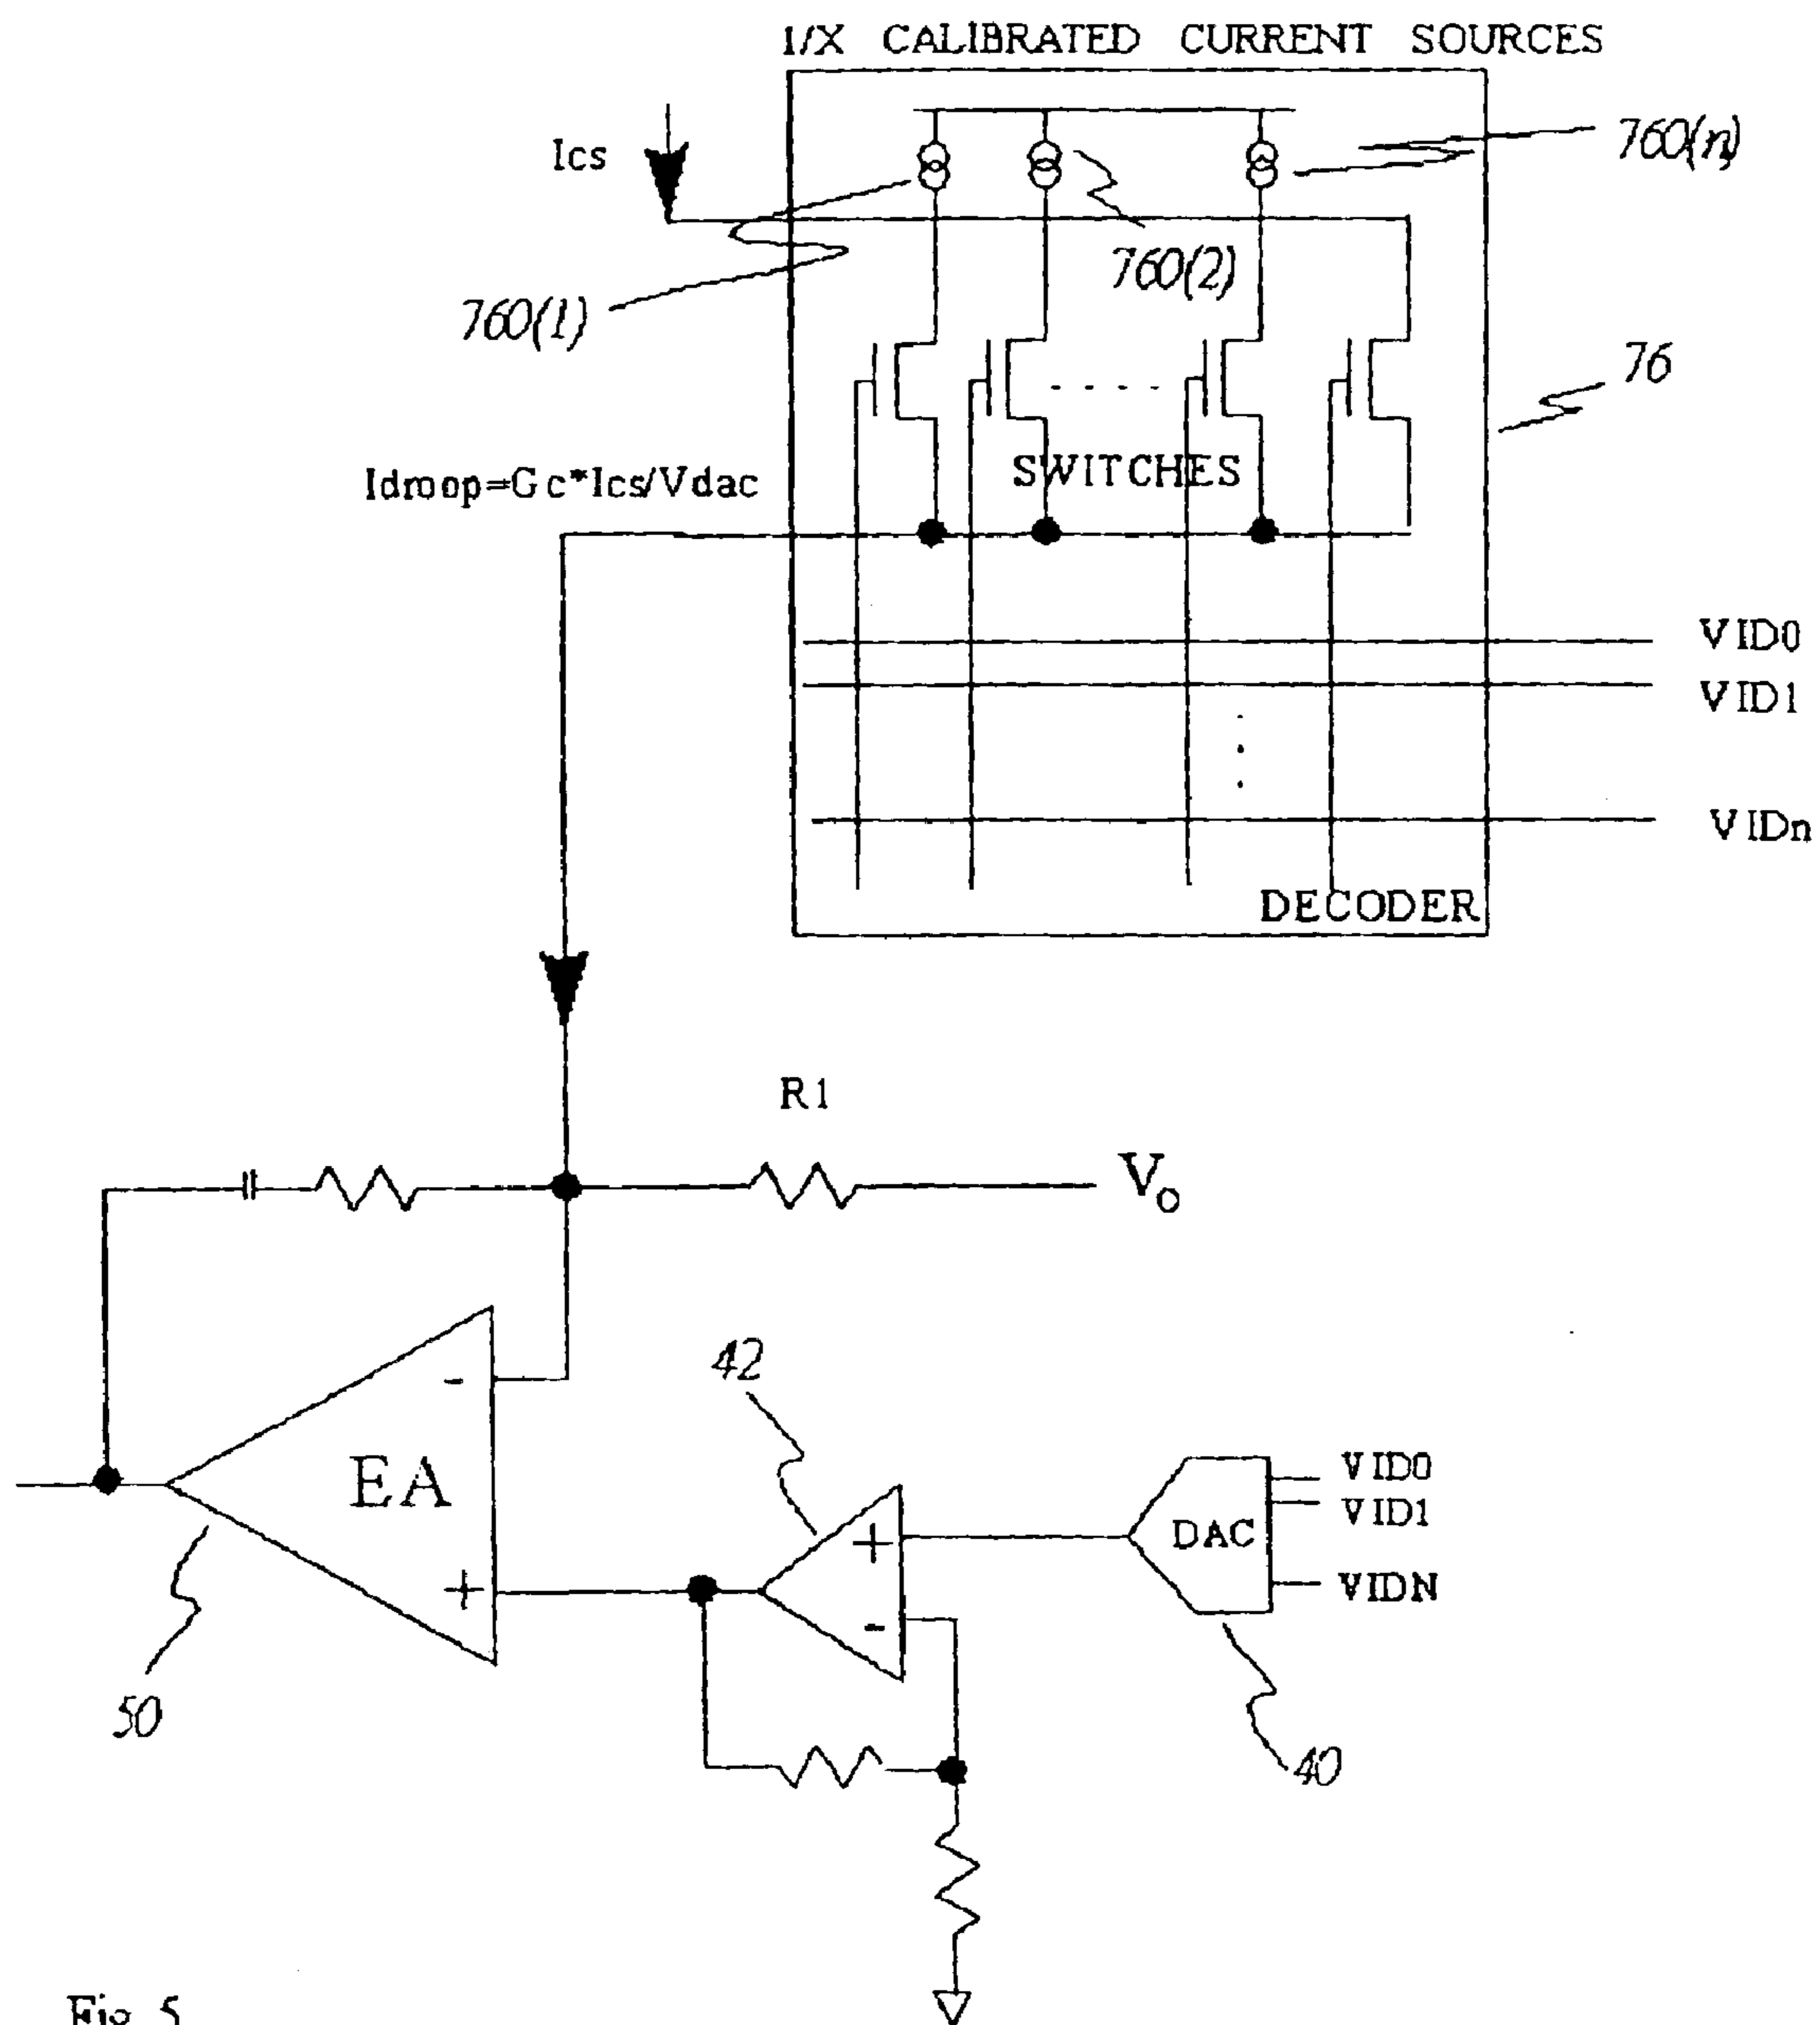 1/X CALIBRATED CURRENT SOURCES
Ics
760(n)
760(2)
760(1)
76
Idroop=Gc*Ics/Vdac
SWITCHES
VID0
VID1
VIDn
DECODER
R1
Vo
-
EA
+
42
+
-
DAC
VID0
VID1
VIDN
50
40
Fig. 5